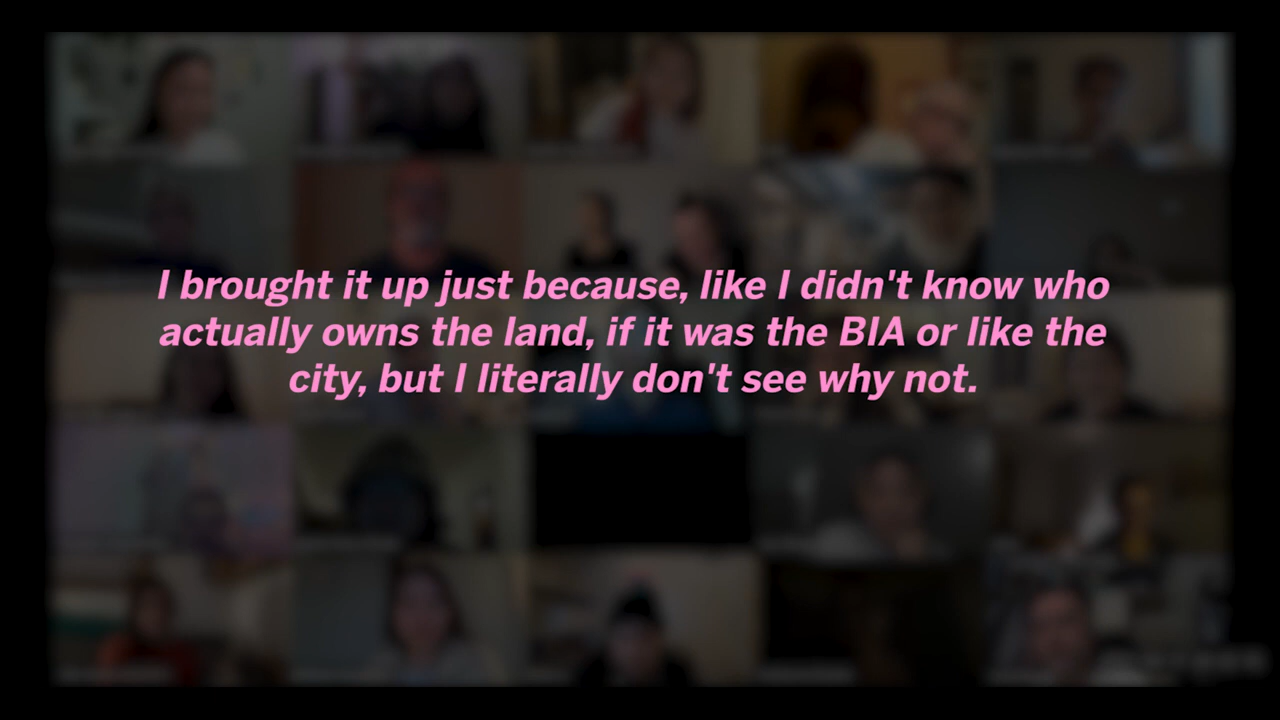 I brought it up just because, like I didn't know who
actually owns the land, if it was the BIA or like the
city, but I literally don't see why not.